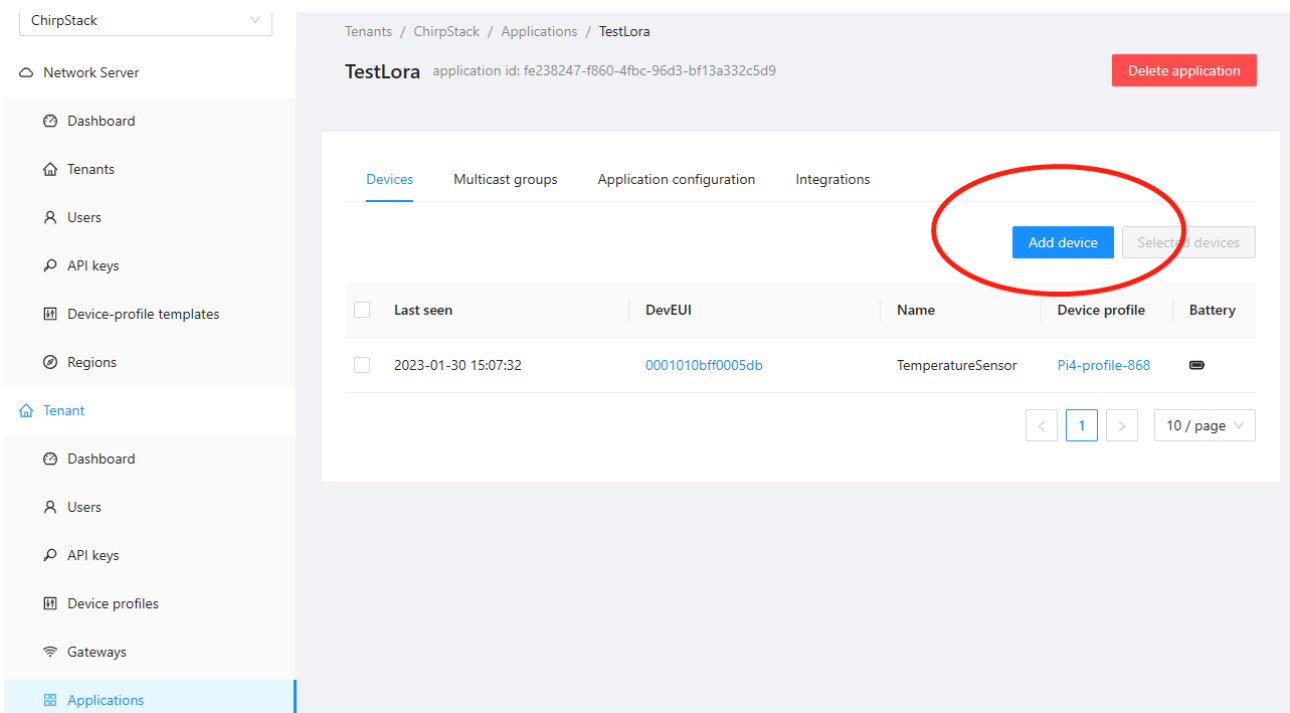 ChirpStack
Network Server
Dashboard
Tenants
Users
API keys
Device-profile templates
Regions
Tenant
Dashboard
Users
API keys
Device profiles
Gateways
Applications
Tenants / ChirpStack / Applications / TestLora
TestLora application id: fe238247-f860-4fbc-96d3-bf13a332c5d9
Delete application
Devices Multicast groups Application configuration Integrations
Add device Selected devices
Last seen DevEUI Name Device profile Battery
2023-01-30 15:07:32 0001010bff0005db TemperatureSensor Pi4-profile-868
< 1 > 10 / page